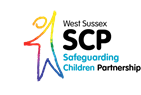 West Sussex
SCP
Safeguarding
Children Partnership